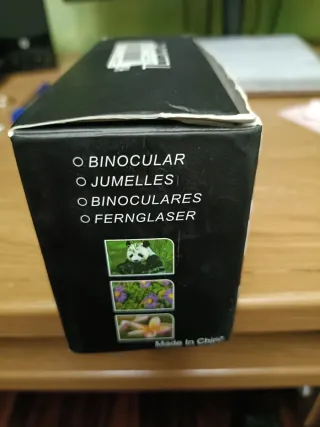 BINOCULAR
JUMELLES
BINOCULARES
FERNGLASER
Made In China